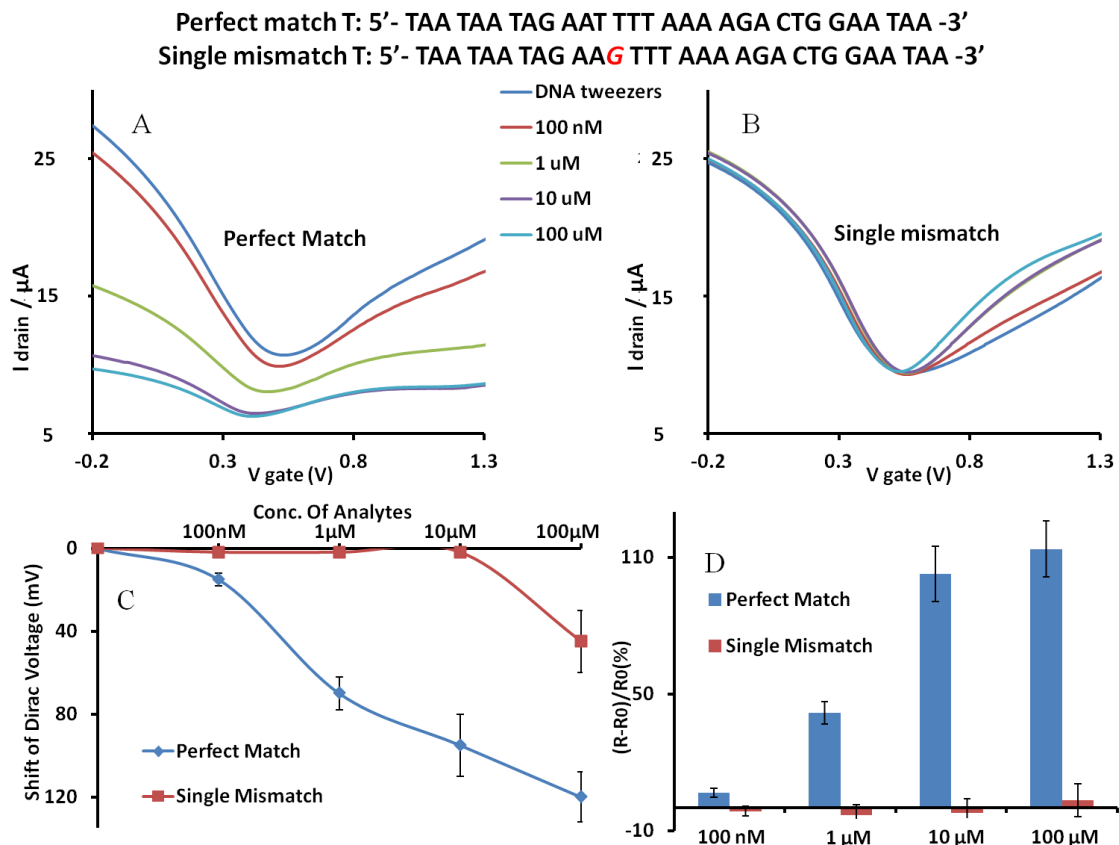 Perfect match T: 5’- TAA TAA TAG AAT TTT AAA AGA CTG GAA TAA -3’
Single mismatch T: 5’- TAA TAA TAG AAG TTT AAA AGA CTG GAA TAA -3’
A
DNA tweezers
100 nM
1 uM
10 uM
100 uM
Perfect Match
25
15
5
I drain / µA
-0.2
0.3
0.8
1.3
V gate (V)
B
Single mismatch
25
15
5
I drain / µA
-0.2
0.3
0.8
1.3
V gate (V)
Conc. Of Analytes
100nM
1µM
10µM
100µM
0
40
80
120
Shift of Dirac Voltage (mV)
C
Perfect Match
Single Mismatch
D
110
50
-10
(R-R0)/R0(%)
Perfect Match
Single Mismatch
100 nM
1 µM
10 µM
100 µM